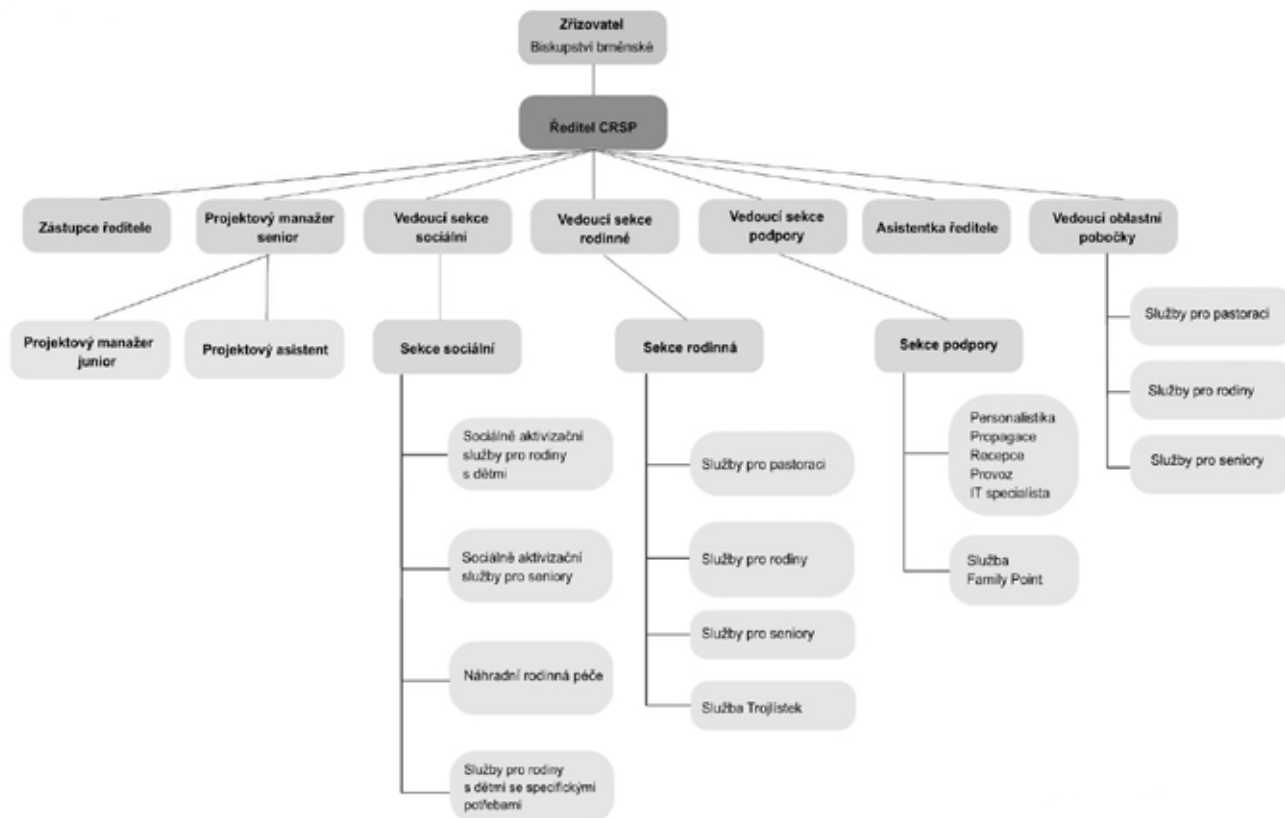 Zřizovatel
Biskupství brněnské
Ředitel CRSP
Zástupce ředitele
Projektový manažer
senior
Vedoucí sekce
sociální
Vedoucí sekce
rodinné
Vedoucí sekce
podpory
Asistentka ředitele
Vedoucí oblastní
pobočky
Projektový manažer
junior
Projektový asistent
Sekce sociální
Sekce rodinná
Sekce podpory
Služby pro pastoraci
Služby pro rodiny
Služby pro seniory
Sociálně aktivizační
služby pro rodiny
s dětmi
Sociálně aktivizační
služby pro seniory
Náhradní rodinná péče
Služby pro rodiny
s dětmi se specifickými
potřebami
Služby pro pastoraci
Služby pro rodiny
Služby pro seniory
Služba Trojlístek
Personalistika
Propagace
Recepce
Provoz
IT specialista
Služba
Family Point